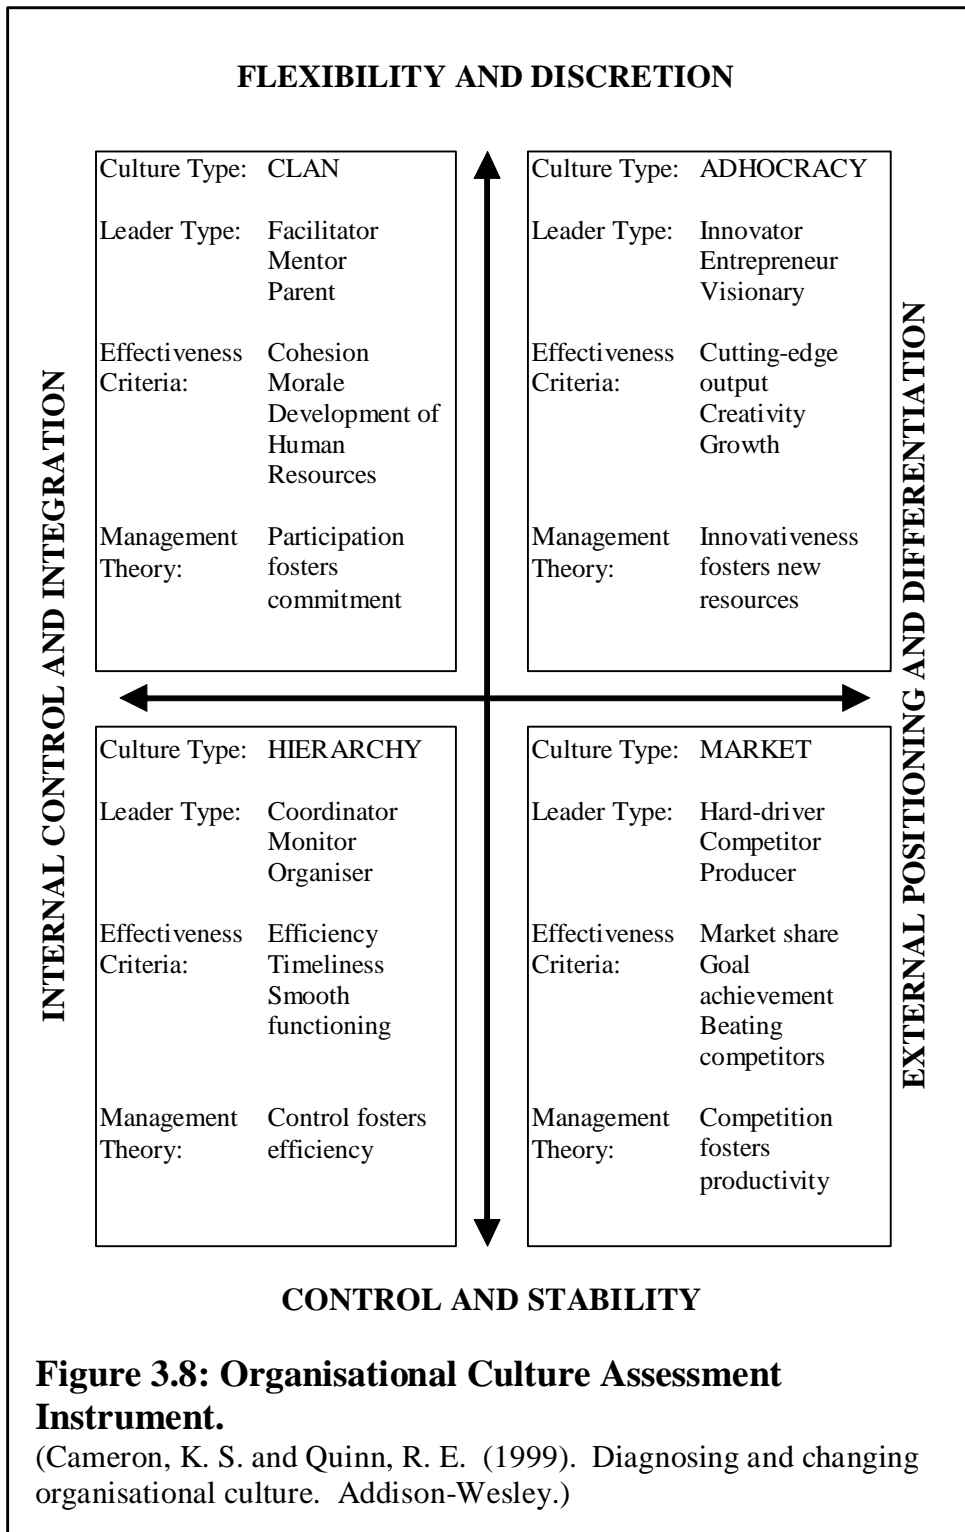 FLEXIBILITY AND DISCRETION
INTERNAL CONTROL AND INTEGRATION
Culture Type: CLAN
Leader Type: Facilitator
Mentor
Parent
Effectiveness Cohesion
Criteria: Morale
Development of
Human
Resources
Management Participation
Theory: fosters
commitment
Culture Type: ADHOCRACY
Leader Type: Innovator
Entrepreneur
Visionary
Effectiveness Cutting-edge
Criteria: output
Creativity
Growth
Management Innovativeness
Theory: fosters new
resources
Culture Type: HIERARCHY
Leader Type: Coordinator
Monitor
Organiser
Effectiveness Efficiency
Criteria: Timeliness
Smooth
functioning
Management Control fosters
Theory: efficiency
Culture Type: MARKET
Leader Type: Hard-driver
Competitor
Producer
Effectiveness Market share
Criteria: Goal
achievement
Beating
competitors
Management Competition
Theory: fosters
productivity
EXTERNAL POSITIONING AND DIFFERENTIATION
CONTROL AND STABILITY
Figure 3.8: Organisational Culture Assessment
Instrument.
(Cameron, K. S. and Quinn, R. E. (1999). Diagnosing and changing
organisational culture. Addison-Wesley.)